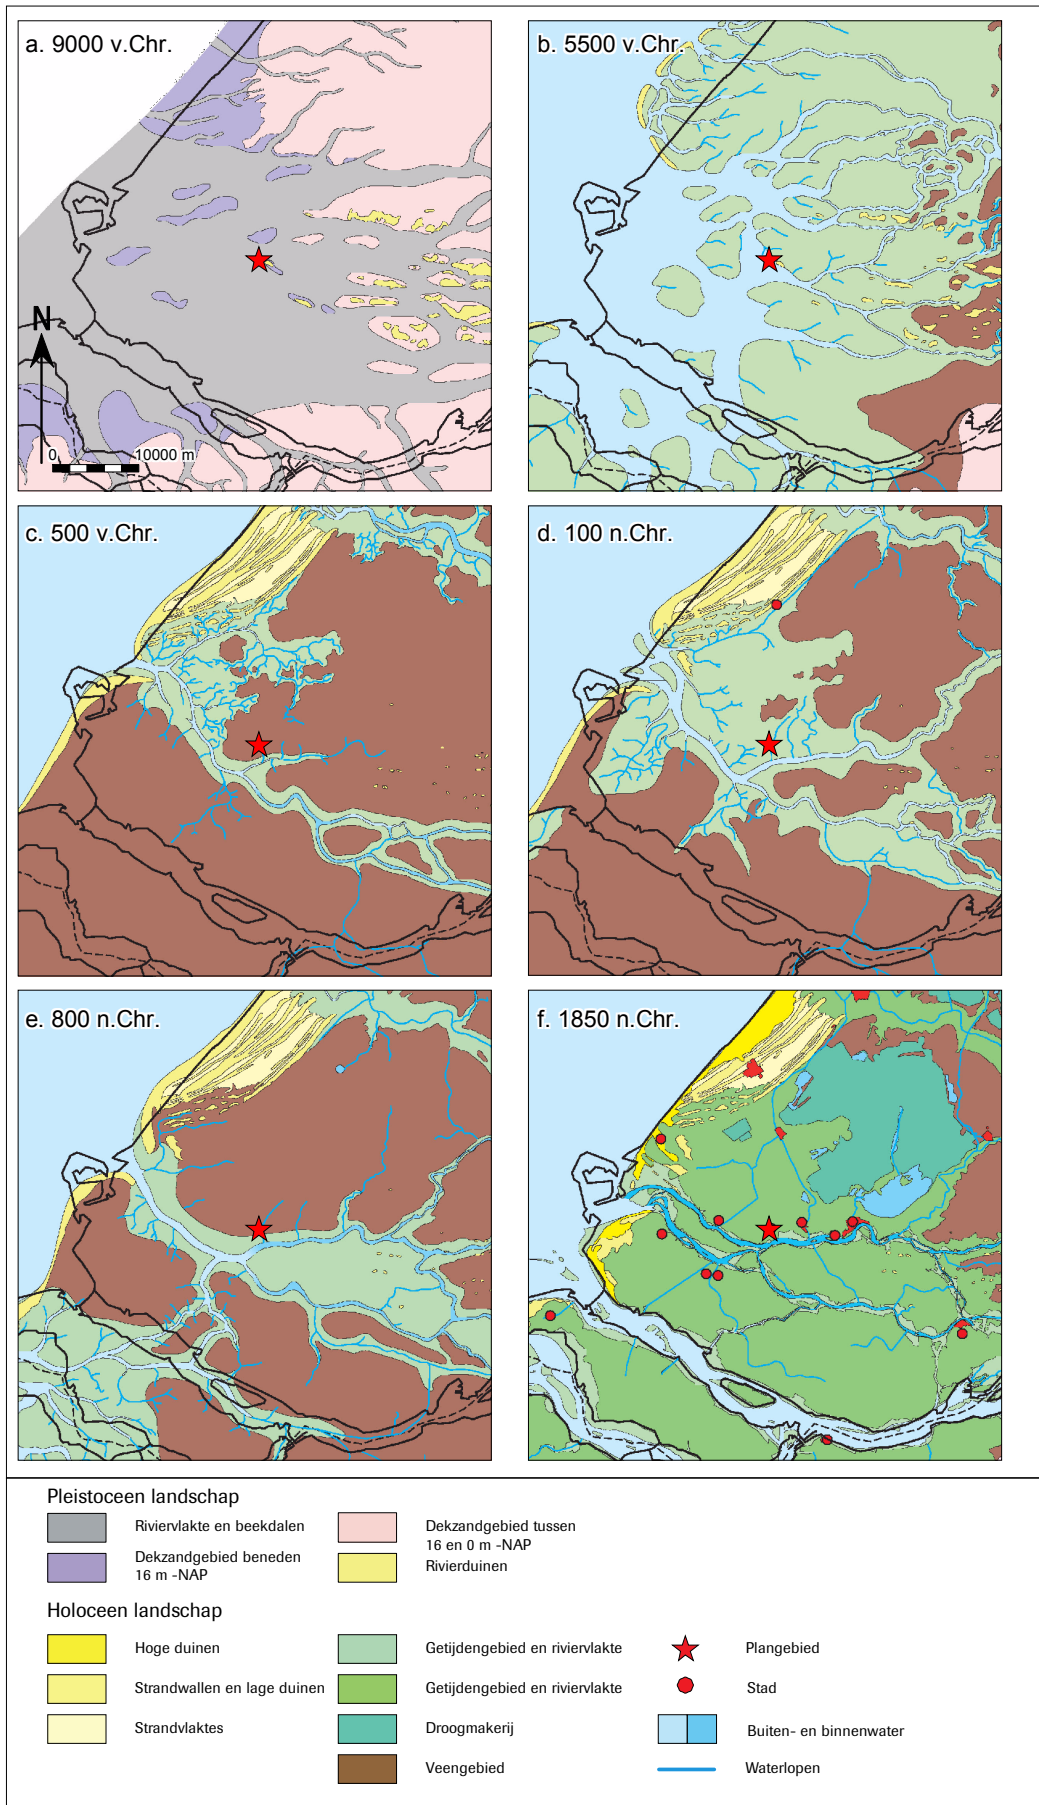 a. 9000 v.Chr.
b. 5500 v.Chr.
N
0 10000 m
c. 500 v.Chr.
d. 100 n.Chr.
e. 800 n.Chr.
f. 1850 n.Chr.
Pleistoceen landschap
Riviervlakte en beekdalen
Dekzandgebied beneden
16 m -NAP
Dekzandgebied tussen
16 en 0 m -NAP
Rivierduinen
Holoceen landschap
Hoge duinen
Strandwallen en lage duinen
Strandvlaktes
Getijdengebied en riviervlakte
Getijdengebied en riviervlakte
Droogmakerij
Veengebied
Plangebied
Stad
Buiten- en binnenwater
Waterlopen